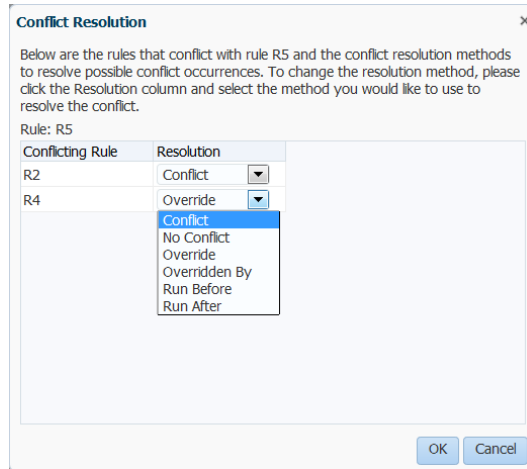 Conflict Resolution
Below are the rules that conflict with rule R5 and the conflict resolution methods
to resolve possible conflict occurrences. To change the resolution method, please
click the Resolution column and select the method you would like to use to
resolve the conflict.
Rule: R5
Conflicting Rule Resolution
R2 Conflict
R4 Override
Conflict
No Conflict
Override
Overridden By
Run Before
Run After
OK Cancel